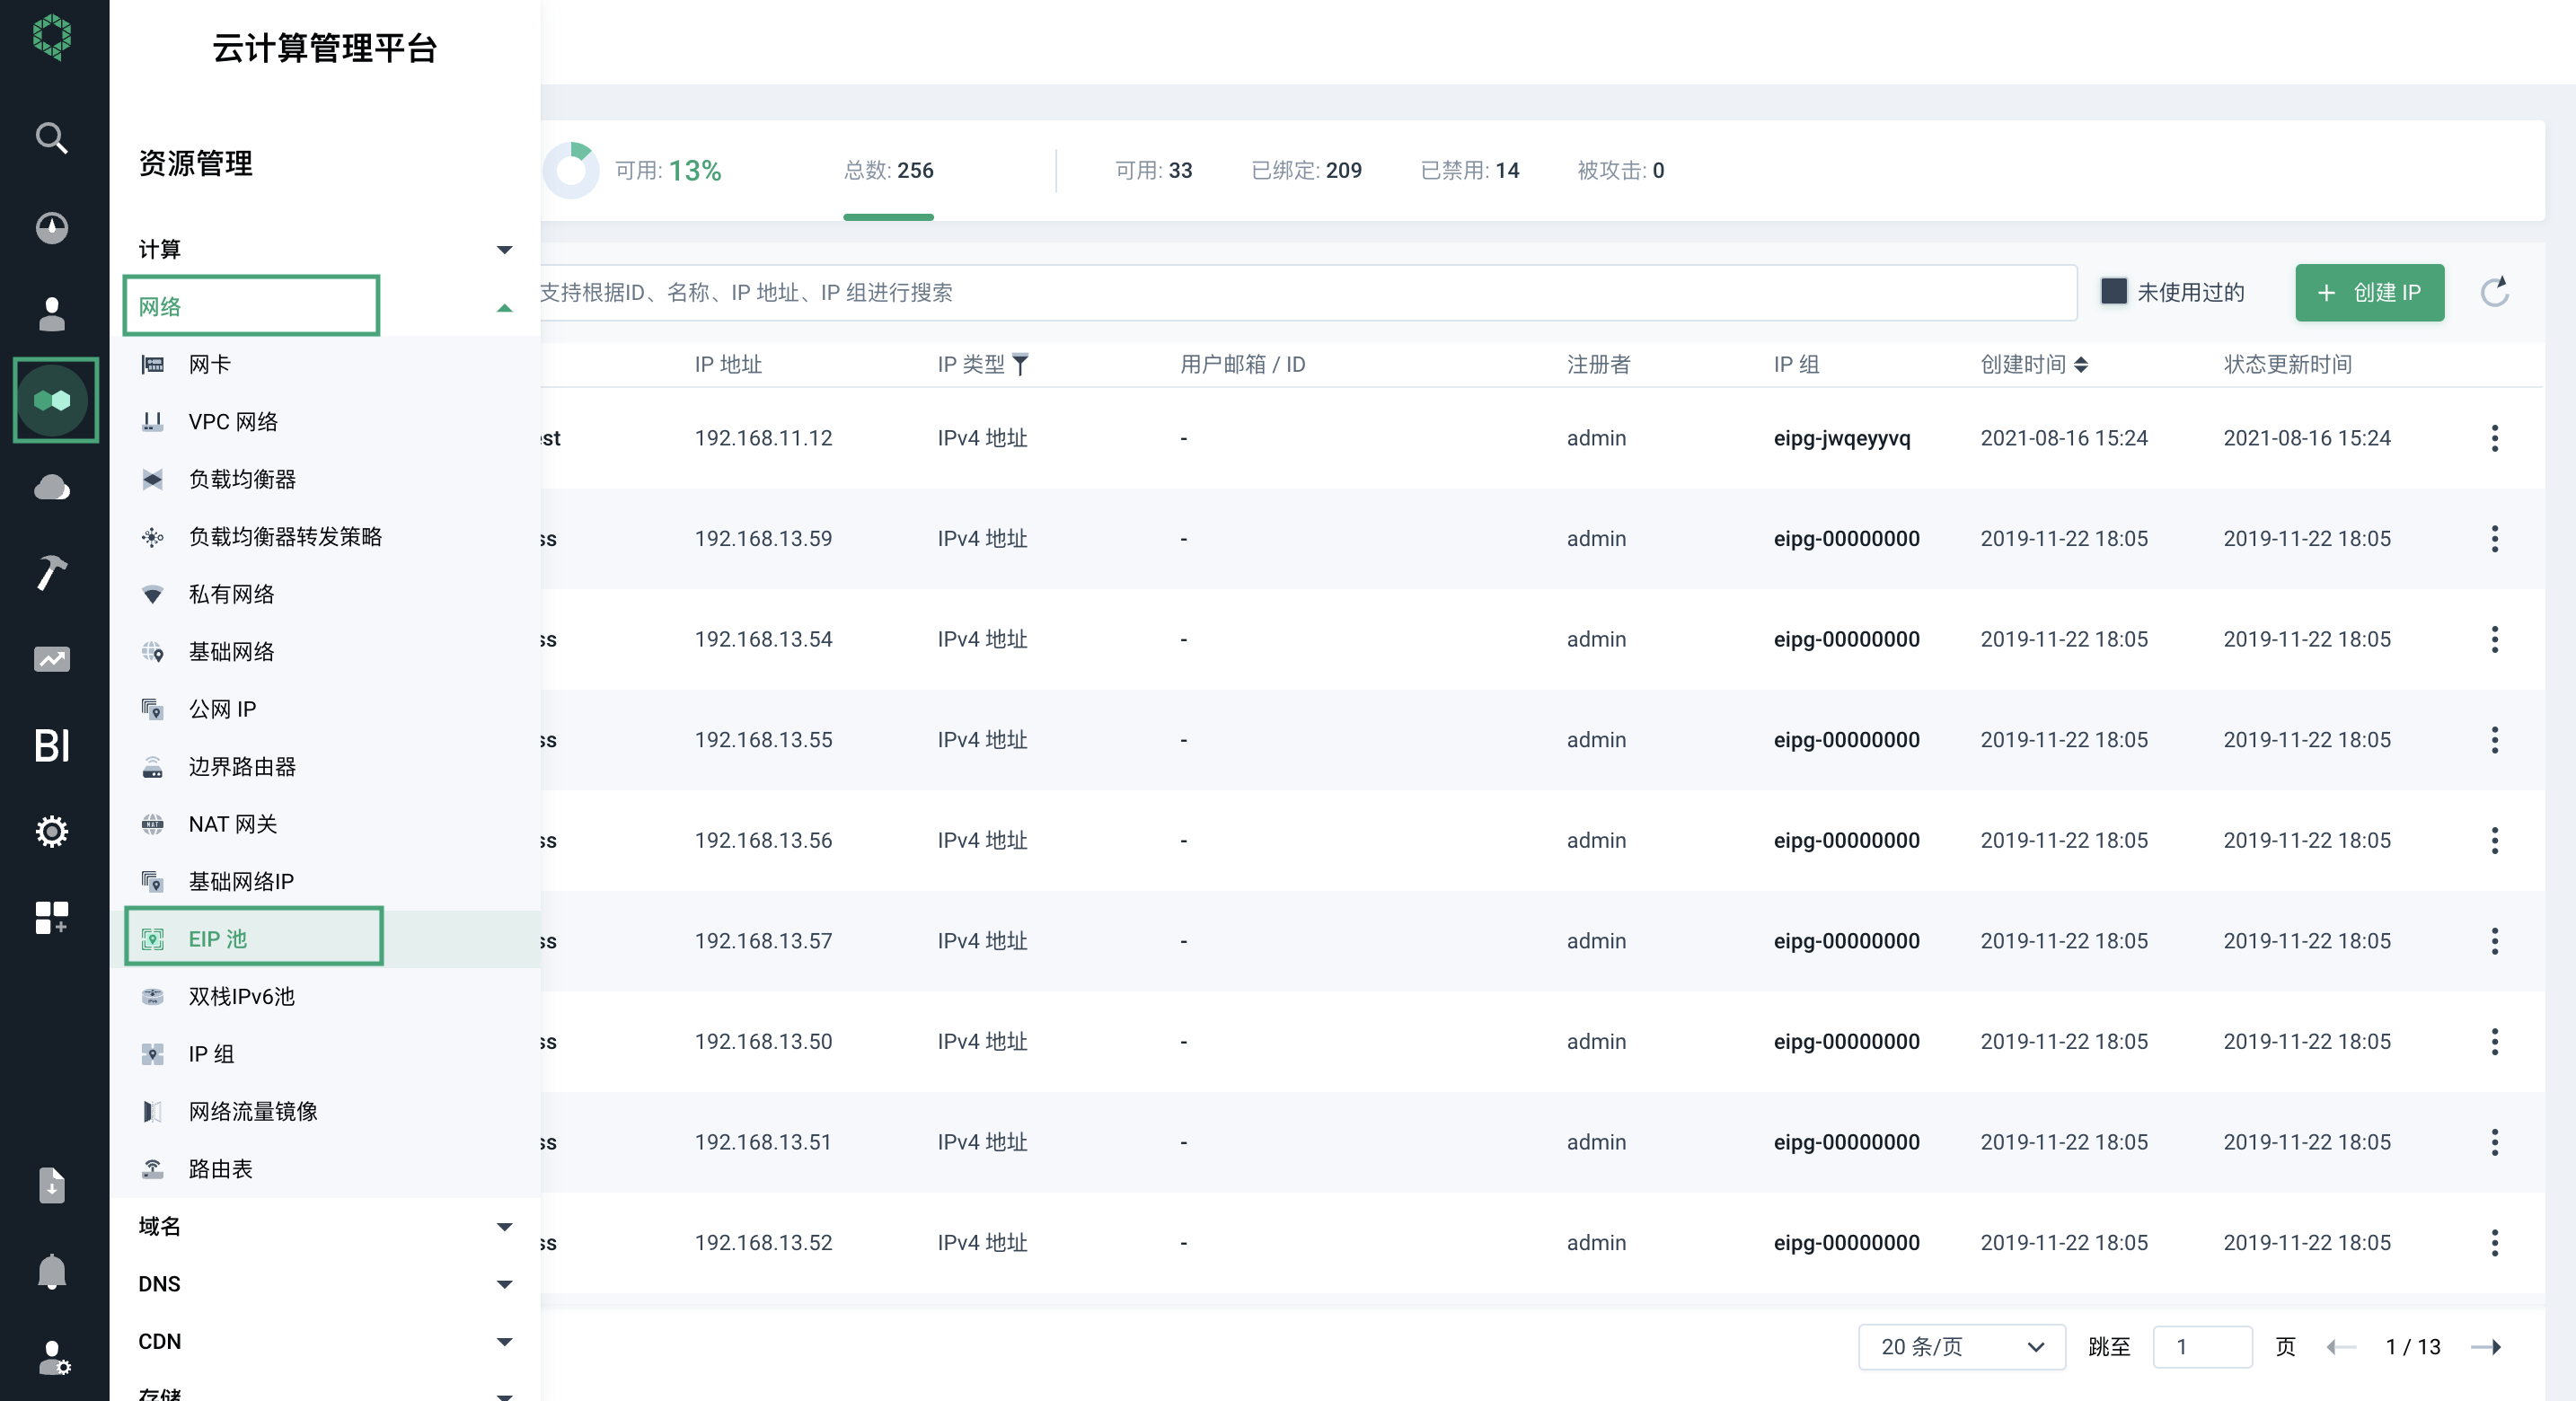 云计算管理平台
资源管理
计算
网络
网卡
VPC 网络
负载均衡器
负载均衡器转发策略
私有网络
基础网络
公网 IP
边界路由器
NAT 网关
基础网络IP
EIP 池
双栈IPv6池
IP 组
网络流量镜像
路由表
域名
DNS
CDN
存储
BI
可用: 13% 总数: 256 可用: 33 已绑定: 209 已禁用: 14 被攻击: 0
支持根据ID、名称、IP 地址、IP 组进行搜索 未使用过的 + 创建 IP
IP 地址 IP 类型 用户邮箱 / ID 注册者 IP 组 创建时间 状态更新时间
st 192.168.11.12 IPv4 地址 - admin eipg-jwqeyyvq 2021-08-16 15:24 2021-08-16 15:24
ss 192.168.13.59 IPv4 地址 - admin eipg-00000000 2019-11-22 18:05 2019-11-22 18:05
ss 192.168.13.54 IPv4 地址 - admin eipg-00000000 2019-11-22 18:05 2019-11-22 18:05
ss 192.168.13.55 IPv4 地址 - admin eipg-00000000 2019-11-22 18:05 2019-11-22 18:05
ss 192.168.13.56 IPv4 地址 - admin eipg-00000000 2019-11-22 18:05 2019-11-22 18:05
ss 192.168.13.57 IPv4 地址 - admin eipg-00000000 2019-11-22 18:05 2019-11-22 18:05
ss 192.168.13.50 IPv4 地址 - admin eipg-00000000 2019-11-22 18:05 2019-11-22 18:05
ss 192.168.13.51 IPv4 地址 - admin eipg-00000000 2019-11-22 18:05 2019-11-22 18:05
ss 192.168.13.52 IPv4 地址 - admin eipg-00000000 2019-11-22 18:05 2019-11-22 18:05
20 条/页 跳至 1 页 1 / 13